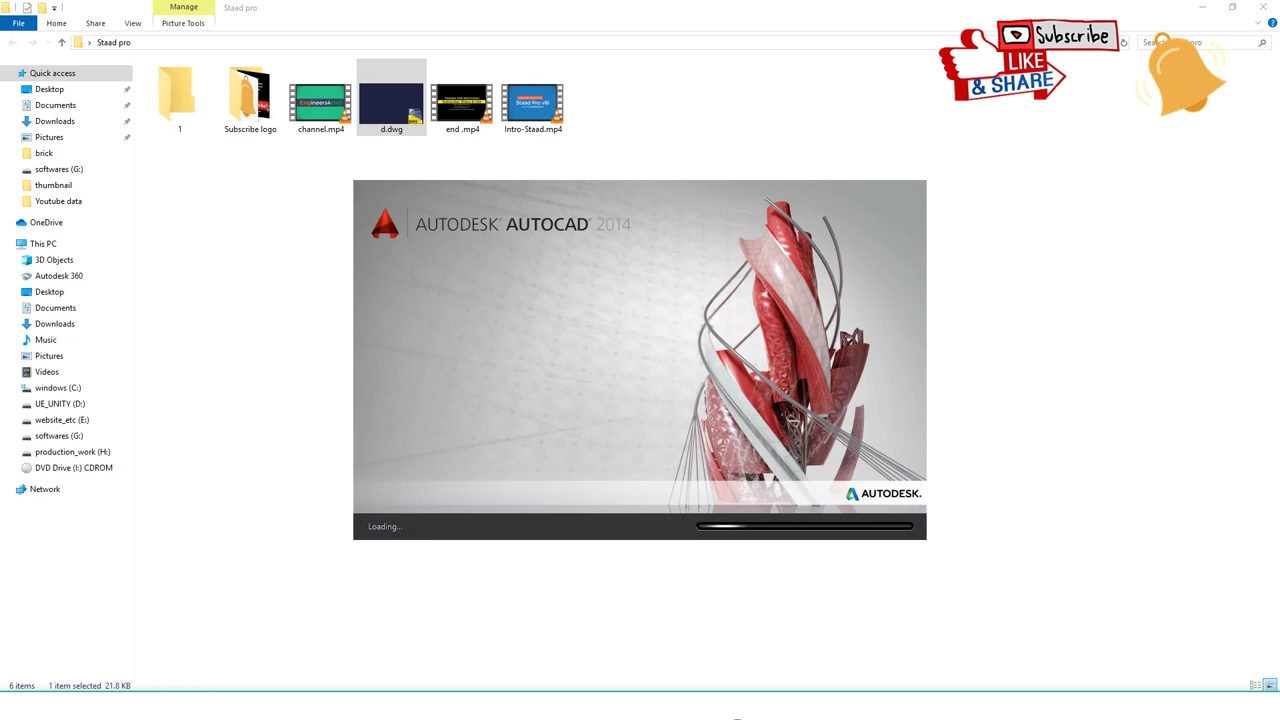 Manage
Staad pro
File
Home
Share
View
Picture Tools
Staad pro
Subscribe
LIKE
& SHARE
Quick access
Desktop
Documents
Downloads
Pictures
brick
softwares (G:)
thumbnail
Youtube data
OneDrive
This PC
3D Objects
Autodesk 360
Desktop
Documents
Downloads
Music
Pictures
Videos
windows (C:)
UE_UNITY (D:)
website_etc (E:)
softwares (G:)
production_work (H:)
DVD Drive (I:) CDROM
Network
1
Subscribe logo
channel.mp4
d.dwg
end .mp4
Intro-Staad.mp4
AUTODESK® AUTOCAD® 2014
AUTODESK.
Loading...
6 items
1 item selected 21.8 KB